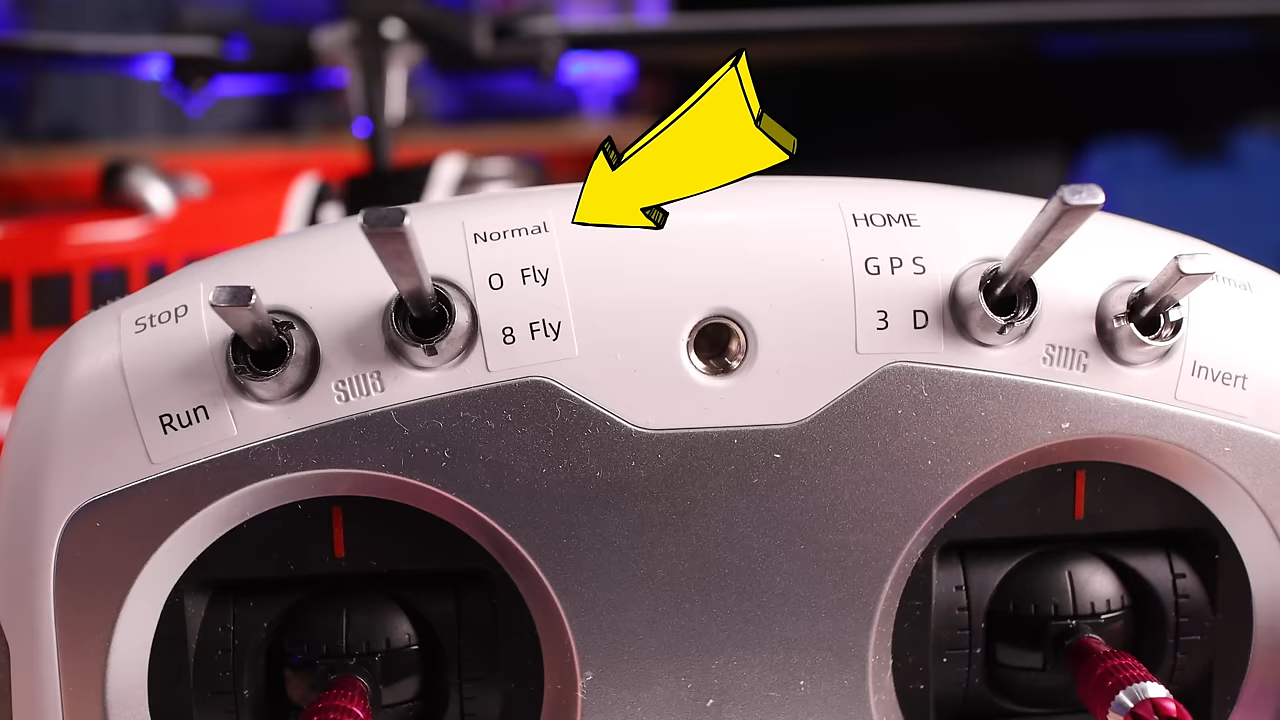 Stop
Run
SWB
Normal
O Fly
8 Fly
HOME
GPS
3 D
SWC
Invert